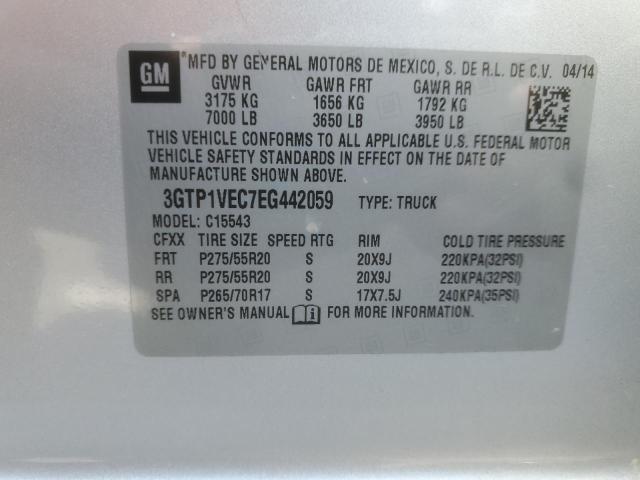 GM *MFD BY GENERAL MOTORS DE MEXICO, S. DE R.L. DE C.V. 04/14
GVWR GAWR FRT GAWR RR
3175 KG 1656 KG 1792 KG
7000 LB 3650 LB 3950 LB
THIS VEHICLE CONFORMS TO ALL APPLICABLE U.S. FEDERAL MOTOR
VEHICLE SAFETY STANDARDS IN EFFECT ON THE DATE OF
MANUFACTURE SHOWN ABOVE.
3GTP1VEC7EG442059 TYPE: TRUCK
MODEL: C15543
CFXX TIRE SIZE SPEED RTG RIM COLD TIRE PRESSURE
FRT P275/55R20 S 20X9J 220KPA(32PSI)
RR P275/55R20 S 20X9J 220KPA(32PSI)
SPA P265/70R17 S 17X7.5J 240KPA(35PSI)
SEE OWNER'S MANUAL i FOR MORE INFORMATION.